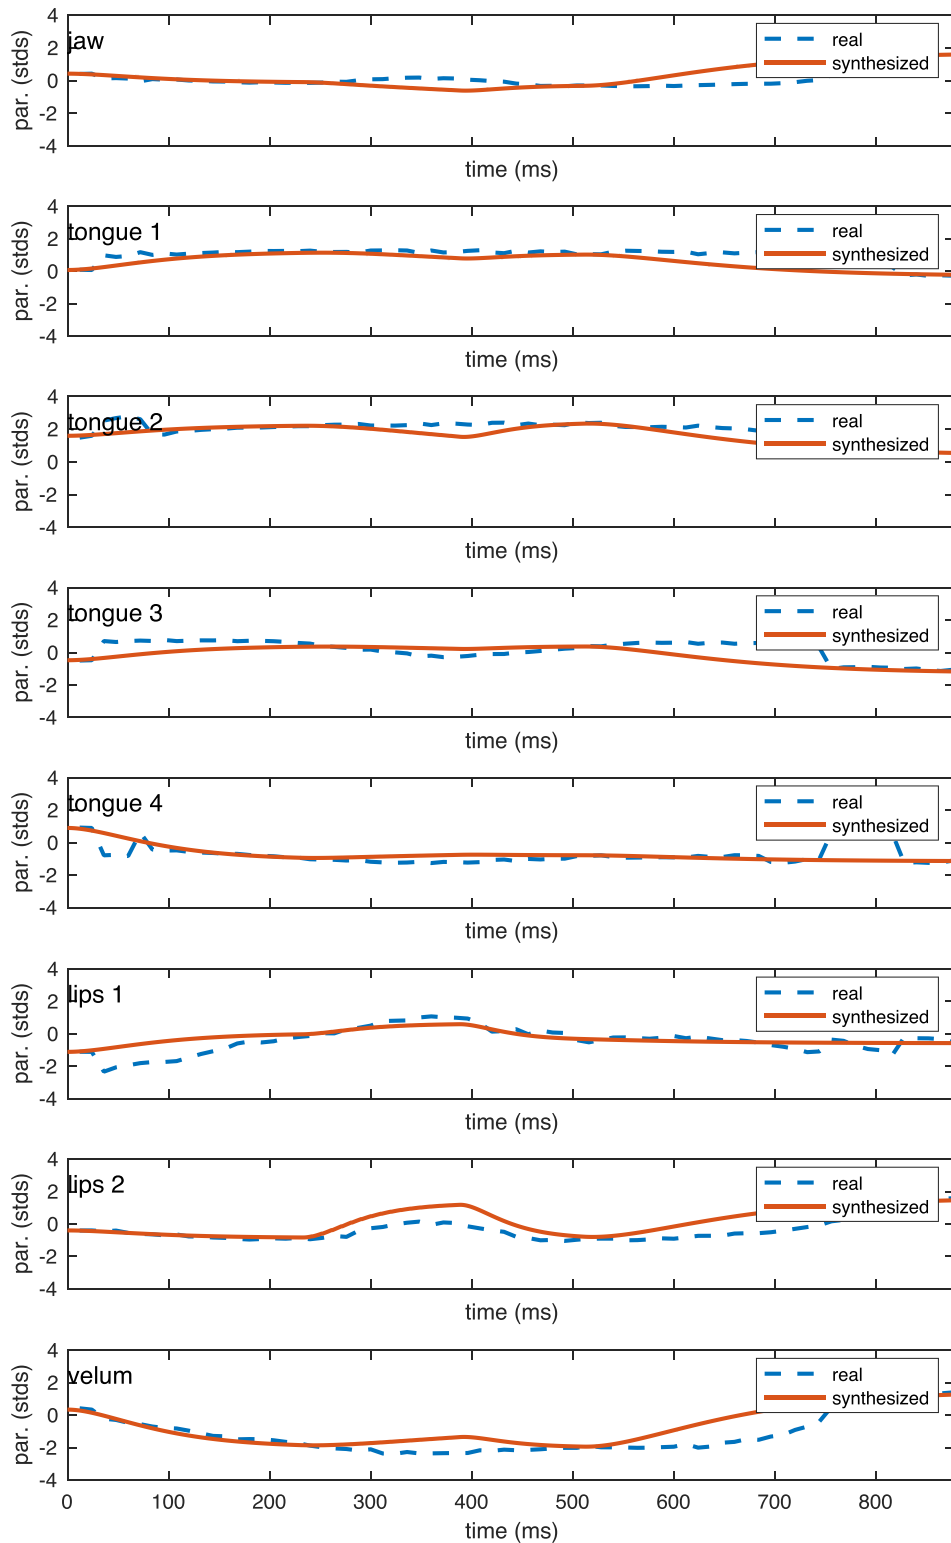 4
jaw
real
2
synthesized
par. (stds)
0
-2
-4
time (ms)
4
tongue 1
real
2
synthesized
par. (stds)
0
-2
-4
time (ms)
4
tongue 2
real
2
synthesized
par. (stds)
0
-2
-4
time (ms)
4
tongue 3
real
2
synthesized
par. (stds)
0
-2
-4
time (ms)
4
tongue 4
real
2
synthesized
par. (stds)
0
-2
-4
time (ms)
4
lips 1
real
2
synthesized
par. (stds)
0
-2
-4
time (ms)
4
lips 2
real
2
synthesized
par. (stds)
0
-2
-4
time (ms)
4
velum
real
2
synthesized
par. (stds)
0
-2
-4
0 100 200 300 400 500 600 700 800
time (ms)